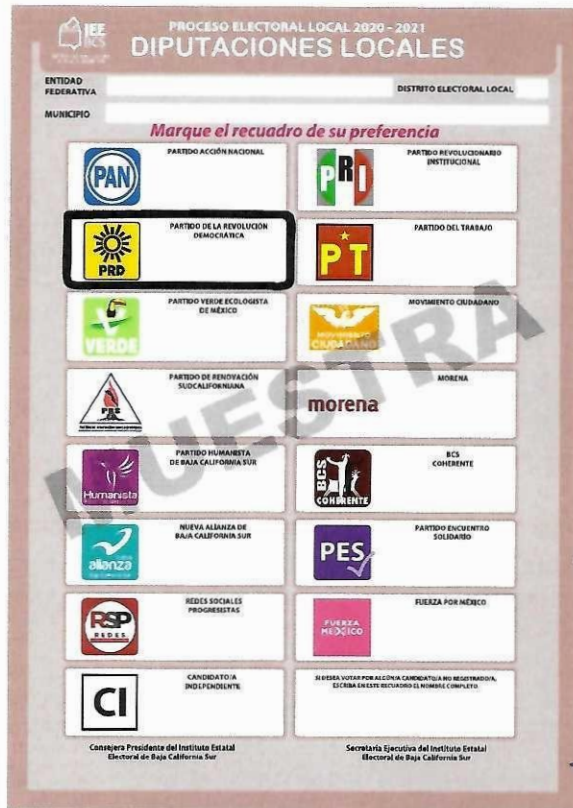 IEE
BCS
PROCESO ELECTORAL LOCAL 2020 - 2021
DIPUTACIONES LOCALES
ENTIDAD
FEDERATIVA
DISTRITO ELECTORAL LOCAL
MUNICIPIO
Marque el recuadro de su preferencia
PAN
PARTIDO ACCIÓN NACIONAL
PRI
PARTIDO REVOLUCIONARIO
INSTITUCIONAL
PRD
PARTIDO DE LA REVOLUCIÓN
DEMOCRÁTICA
PT
PARTIDO DEL TRABAJO
VERDE
PARTIDO VERDE ECOLOGISTA
DE MÉXICO
MOVIMIENTO
CIUDADANO
MOVIMIENTO CIUDADANO
PARTIDO DE RENOVACIÓN
SUDCALIFORNIANA
morena
MORENA
Humanista
PARTIDO HUMANISTA
DE BAJA CALIFORNIA SUR
BCS
COHERENTE
BCS
COHERENTE
alianza
NUEVA ALIANZA DE
BAJA CALIFORNIA SUR
PES
PARTIDO ENCUENTRO
SOLIDARIO
RSP
REDES
REDES SOCIALES
PROGRESISTAS
FUERZA
MEXICO
FUERZA POR MÉXICO
CI
CANDIDATO/A
INDEPENDIENTE
SI DESEA VOTAR POR ALGÚN/A CANDIDATO/A NO REGISTRADO/A,
ESCRIBA EN ESTE RECUADRO EL NOMBRE COMPLETO
MUESTRA
Consejera Presidente del Instituto Estatal
Electoral de Baja California Sur
Secretaria Ejecutiva del Instituto Estatal
Electoral de Baja California Sur